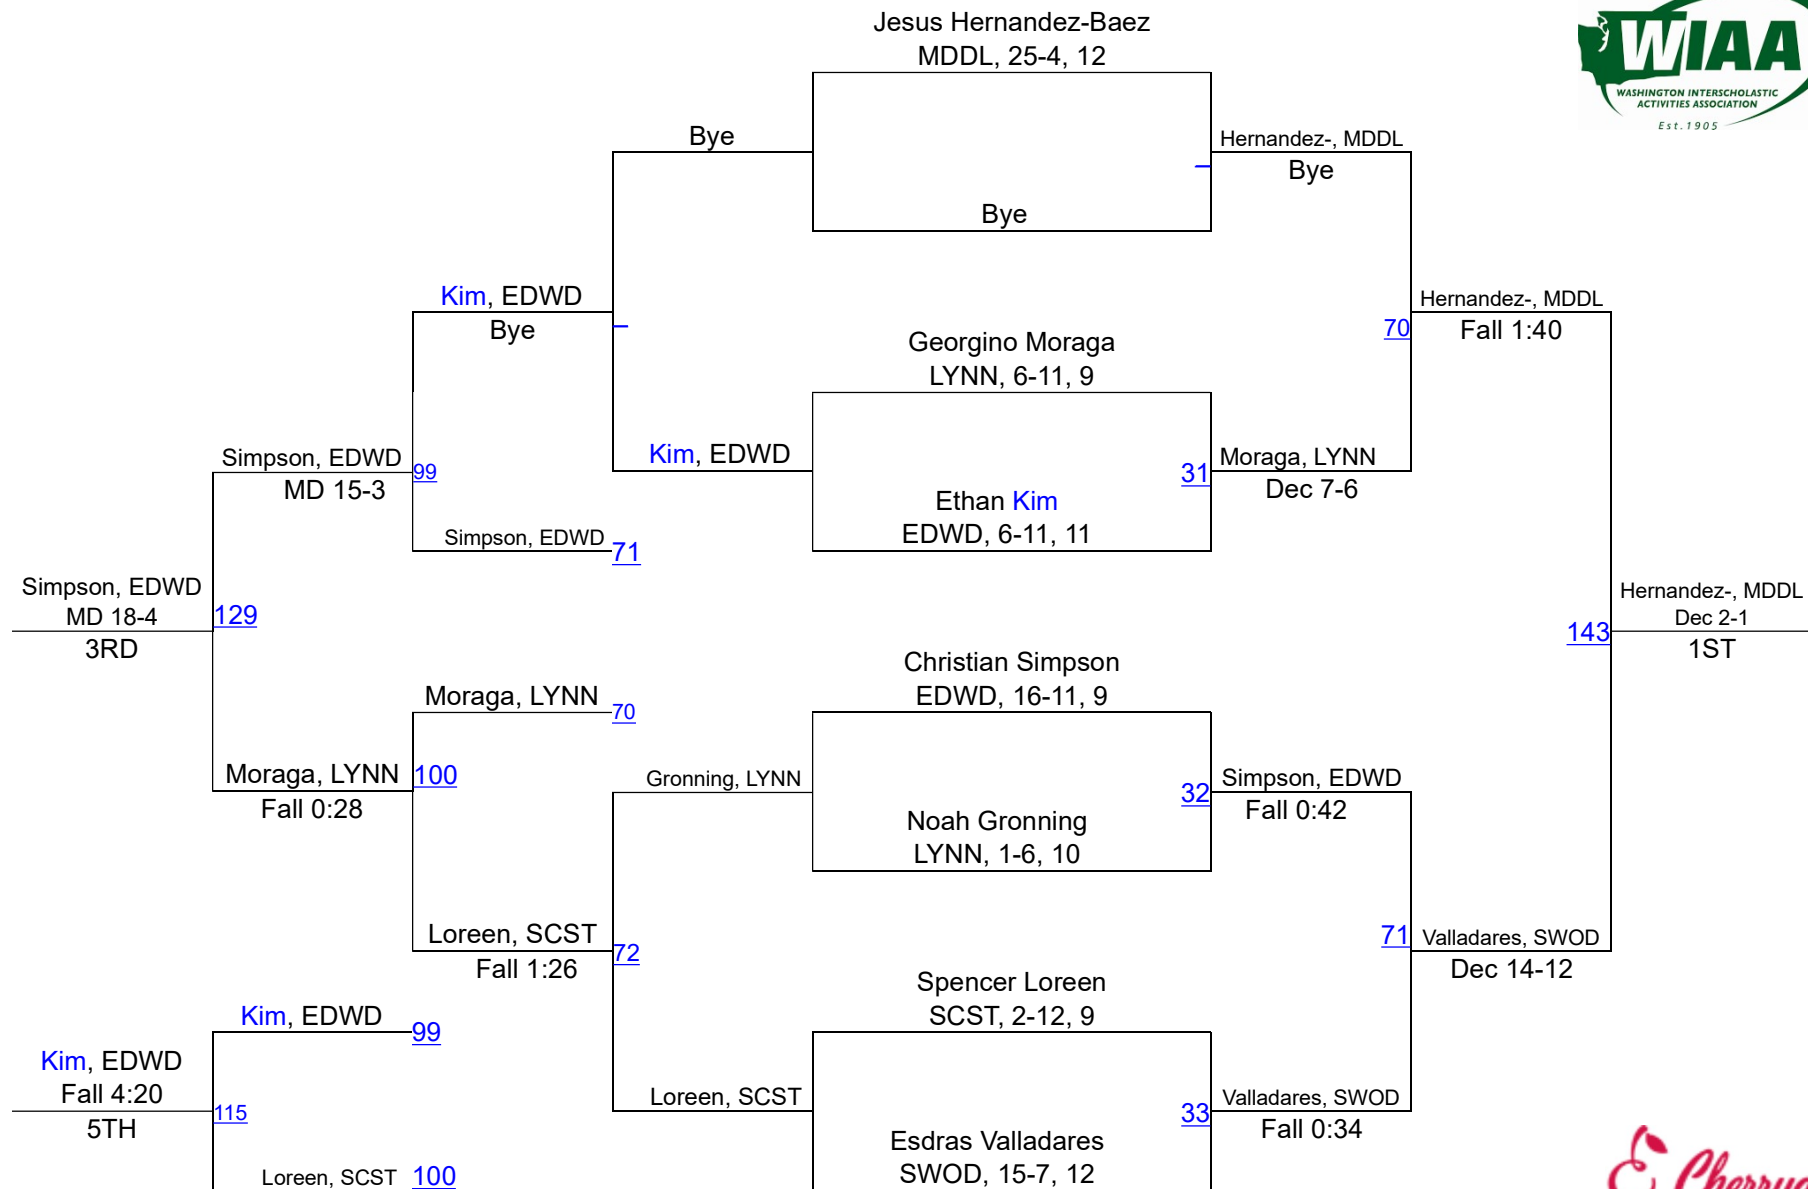 Jesus Hernandez-Baez
MDDL, 25-4, 12
WIAA
WASHINGTON INTERSCHOLASTIC
ACTIVITIES ASSOCIATION
Est. 1905
Bye
Hernandez-, MDDL
Bye
Bye
Kim, EDWD
Bye
Hernandez-, MDDL
70
Fall 1:40
Georgino Moraga
LYNN, 6-11, 9
Simpson, EDWD
99
MD 15-3
Kim, EDWD
31
Moraga, LYNN
Dec 7-6
Ethan Kim
EDWD, 6-11, 11
Simpson, EDWD
71
Simpson, EDWD
MD 18-4
129
3RD
Hernandez-, MDDL
Dec 2-1
143
1ST
Christian Simpson
EDWD, 16-11, 9
Moraga, LYNN
70
Moraga, LYNN
100
Fall 0:28
Gronning, LYNN
32
Simpson, EDWD
Fall 0:42
Noah Gronning
LYNN, 1-6, 10
Loreen, SCST
72
Fall 1:26
71
Valladares, SWOD
Dec 14-12
Spencer Loreen
SCST, 2-12, 9
Kim, EDWD
99
Kim, EDWD
Fall 4:20
115
5TH
Loreen, SCST
33
Valladares, SWOD
Fall 0:34
Esdras Valladares
SWOD, 15-7, 12
Loreen, SCST
100